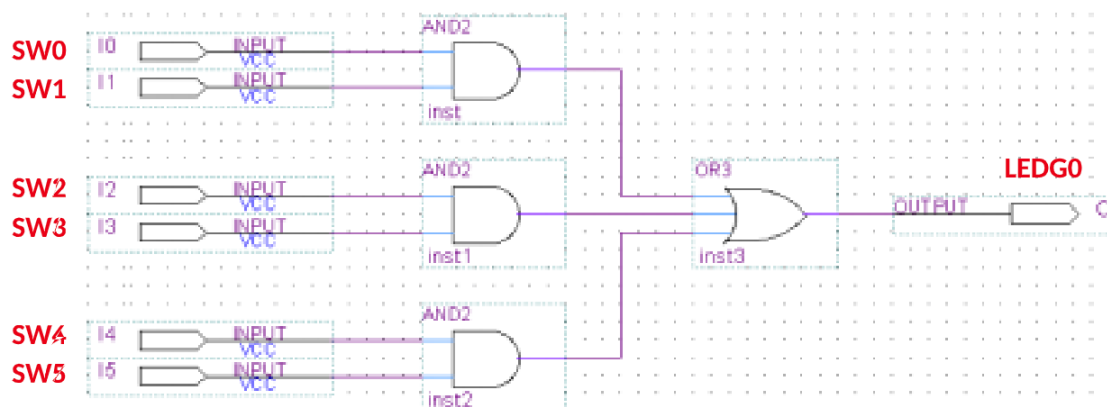 AND2
SW0 I0 INPUT
VCC
SW1 I1 INPUT
VCC
inst
AND2
SW2 I2 INPUT
VCC
SW3 I3 INPUT
VCC
inst1
OR3
LEDG0
OUTPUT
inst3
AND2
SW4 I4 INPUT
VCC
SW5 I5 INPUT
VCC
inst2